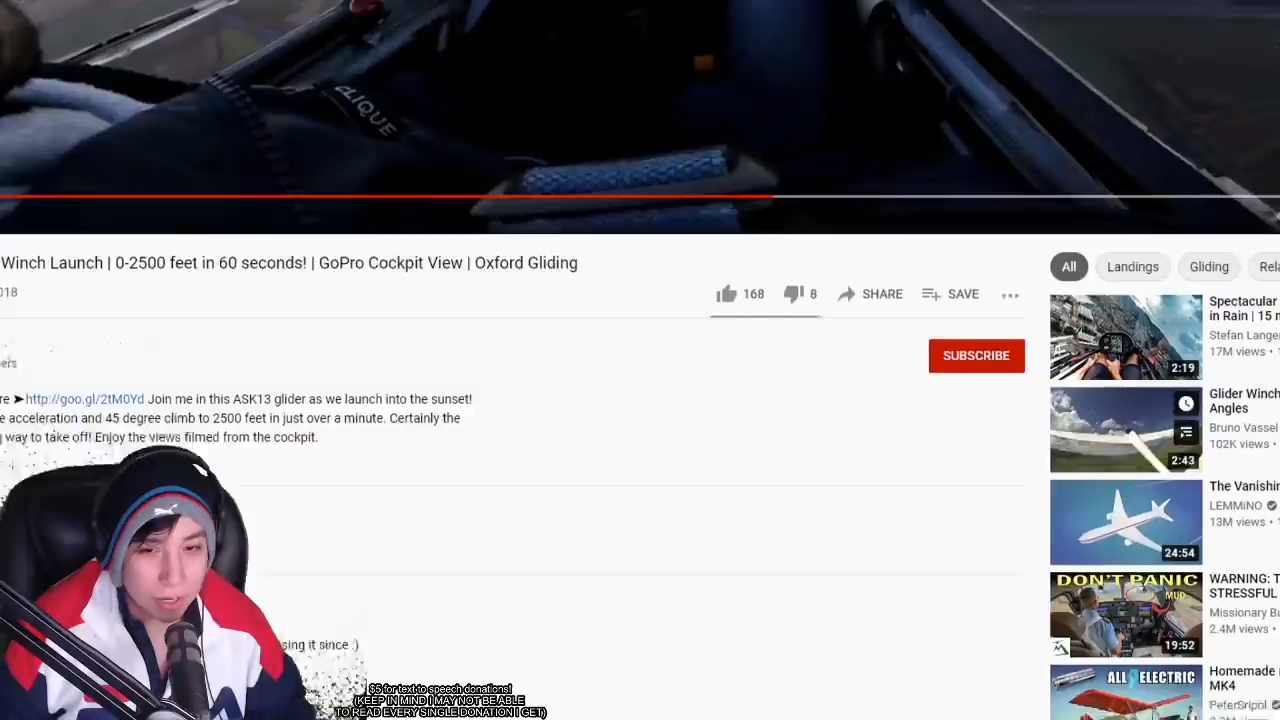 CLIQUE
Winch Launch | 0-2500 feet in 60 seconds! | GoPro Cockpit View | Oxford Gliding
018
168
8
SHARE
SAVE
ers
SUBSCRIBE
re ➤http://goo.gl/2tM0Yd Join me in this ASK13 glider as we launch into the sunset!
e acceleration and 45 degree climb to 2500 feet in just over a minute. Certainly the
g way to take off! Enjoy the views filmed from the cockpit.
sing it since :)
$5 for text to speech donations!
(KEEP IN MIND I MAY NOT BE ABLE
TO READ EVERY SINGLE DONATION I GET)
All
Landings
Gliding
Rela
Spectacular
in Rain | 15 m
Stefan Langer
17M views •
2:19
Glider Winch
Angles
Bruno Vassel
102K views •
2:43
The Vanishin
LEMMiNO
13M views •
24:54
DON'T PANIC
MUD
WARNING: T
STRESSFUL
Missionary Bu
2.4M views •
19:52
ALL ELECTRIC
Homemade
MK4
PeterSripol